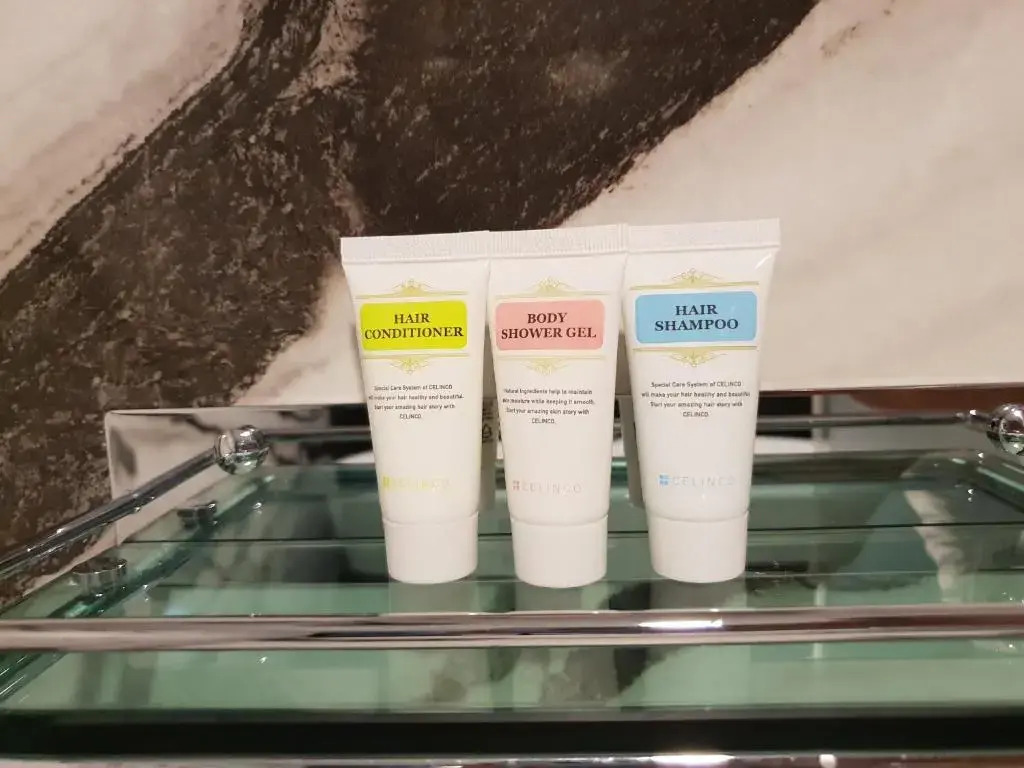 HAIR
CONDITIONER
Special Care System of CELINCO
will make your hair healthy and beautiful.
Start your amazing hair story with
CELINCO.
CELINCO
BODY
SHOWER GEL
Natural Ingredients help to maintain
skin moisture while keeping it smooth.
Start your amazing skin story with
CELINCO.
CELINCO
HAIR
SHAMPOO
Special Care System of CELINCO
will make your hair healthy and beautiful.
Start your amazing hair story with
CELINCO.
CELINCO